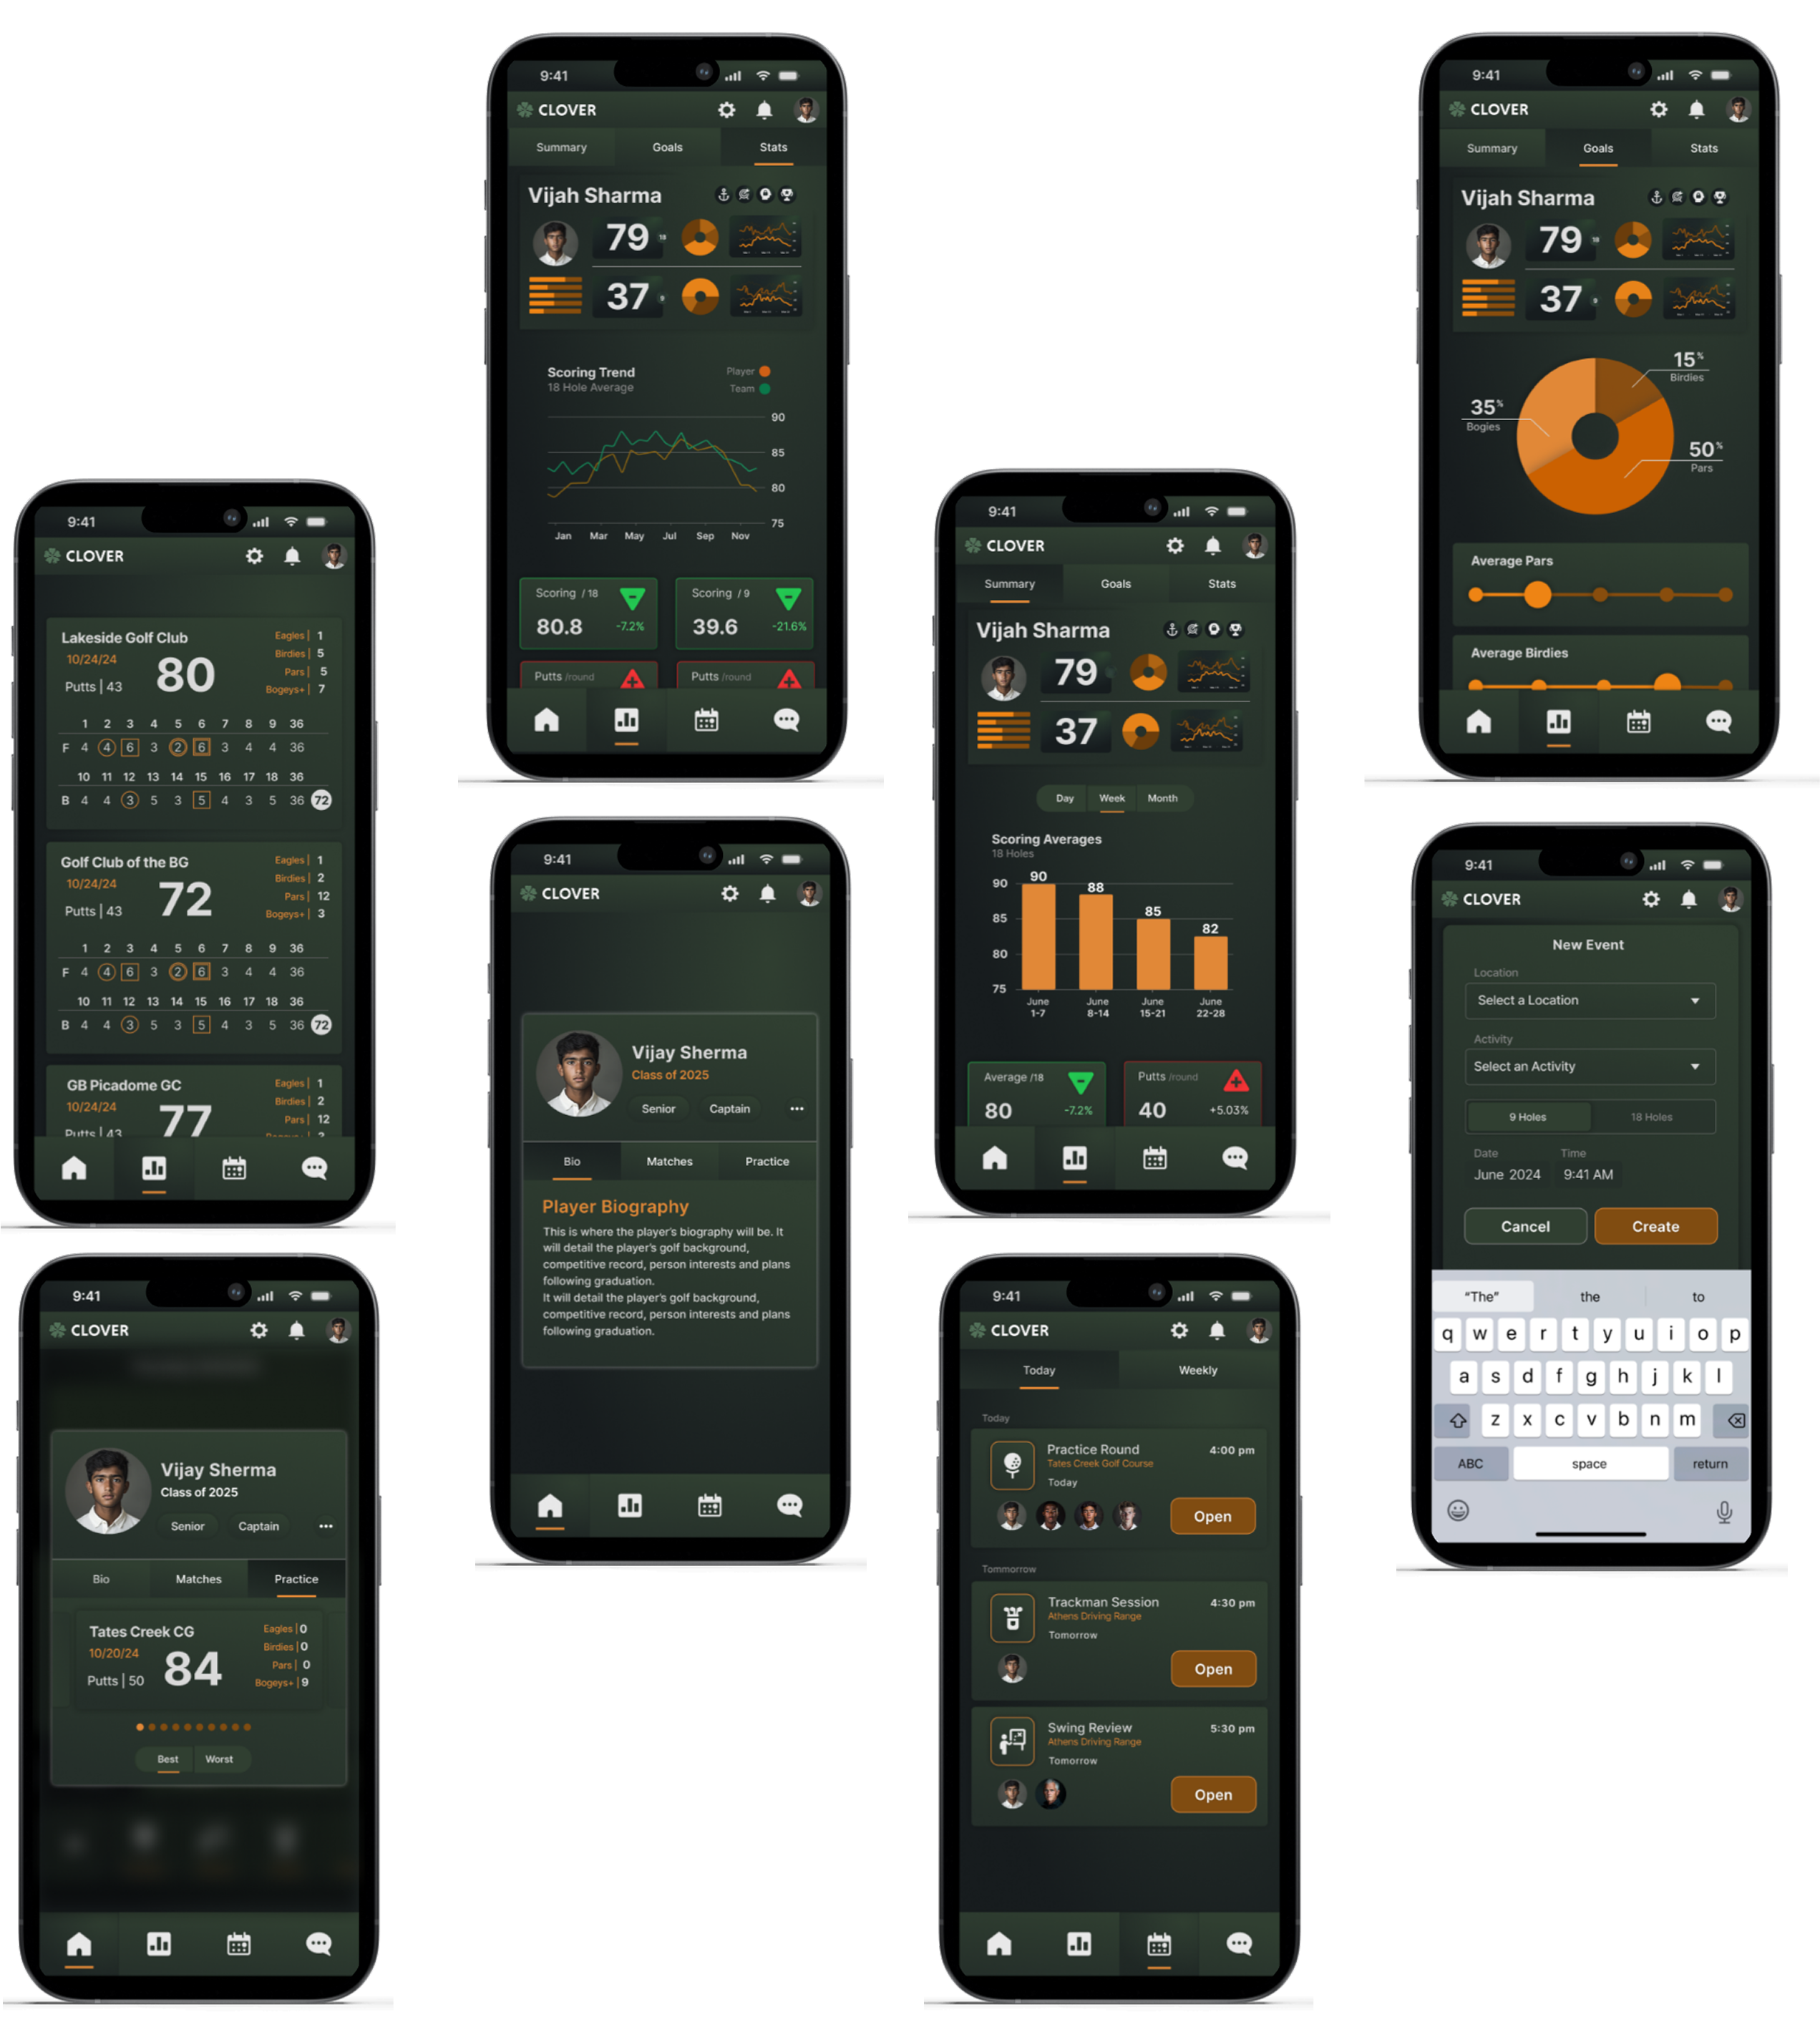 9:41
CLOVER
Summary Goals Stats
Vijah Sharma
79 18
37 9
Scoring Trend
18 Hole Average
Player
Team
90
85
80
75
Jan Mar May Jul Sep Nov
Scoring / 18
80.8 -7.2%
Scoring / 9
39.6 -21.6%
Putts /round
Putts /round
9:41
CLOVER
Summary Goals Stats
Vijah Sharma
79 18
37 9
15%
Birdies
35%
Bogies
50%
Pars
Average Pars
Average Birdies
9:41
CLOVER
Lakeside Golf Club
10/24/24
Putts | 43
80
Eagles | 1
Birdies | 5
Pars | 5
Bogeys+ | 7
1 2 3 4 5 6 7 8 9 36
F 4 4 6 3 2 6 3 4 4 36
10 11 12 13 14 15 16 17 18 36
B 4 4 3 5 3 5 4 3 5 36 72
Golf Club of the BG
10/24/24
Putts | 43
72
Eagles | 1
Birdies | 2
Pars | 12
Bogeys+ | 3
1 2 3 4 5 6 7 8 9 36
F 4 4 6 3 2 6 3 4 4 36
10 11 12 13 14 15 16 17 18 36
B 4 4 3 5 3 5 4 3 5 36 72
GB Picadome GC
10/24/24
Putts | 43
77
Eagles | 1
Birdies | 2
Pars | 12
9:41
CLOVER
Summary Goals Stats
Vijah Sharma
79
37
Day Week Month
Scoring Averages
18 Holes
90
85
80
75
90
88
85
82
June 1-7
June 8-14
June 15-21
June 22-28
Average /18
80 -7.2%
Putts /round
40 +5.03%
9:41
CLOVER
Vijay Sherma
Class of 2025
Senior Captain
Bio Matches Practice
Player Biography
This is where the player's biography will be. It
will detail the player's golf background,
competitive record, person interests and plans
following graduation.
It will detail the player's golf background,
competitive record, person interests and plans
following graduation.
9:41
CLOVER
New Event
Location
Select a Location
Activity
Select an Activity
9 Holes 18 Holes
Date Time
June 2024 9:41 AM
Cancel Create
“The” the to
q w e r t y u i o p
a s d f g h j k l
z x c v b n m
ABC space return
9:41
CLOVER
Vijay Sherma
Class of 2025
Senior Captain
Bio Matches Practice
Tates Creek CG
10/20/24
Putts | 50
84
Eagles | 0
Birdies | 0
Pars | 0
Bogeys+ | 9
Best Worst
9:41
CLOVER
Today Weekly
Today
Practice Round 4:00 pm
Tates Creek Golf Course
Today
Open
Tommorrow
Trackman Session 4:30 pm
Athens Driving Range
Tomorrow
Open
Swing Review 5:30 pm
Athens Driving Range
Tomorrow
Open